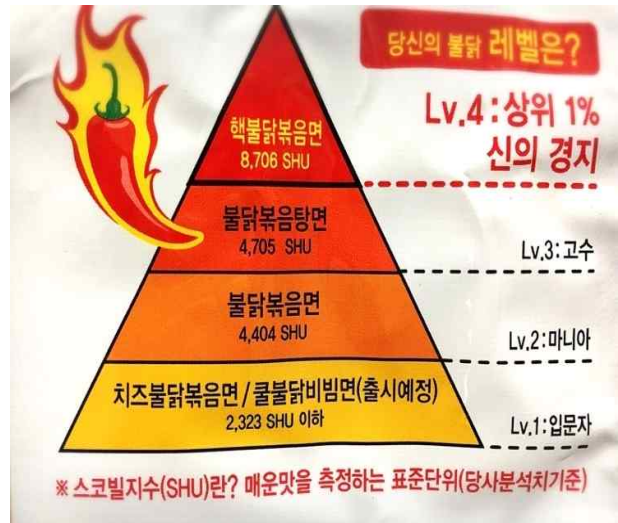 당신의 불닭 레벨은?
Lv.4:상위 1%
신의 경지
핵불닭볶음면
8,706 SHU
불닭볶음탕면
4,705 SHU
Lv.3:고수
불닭볶음면
4,404 SHU
Lv.2:마니아
치즈불닭볶음면/쿨불닭비빔면(출시예정)
2,323 SHU 이하
Lv.1:입문자
※ 스코빌지수(SHU)란? 매운맛을 측정하는 표준단위(당사분석치기준)